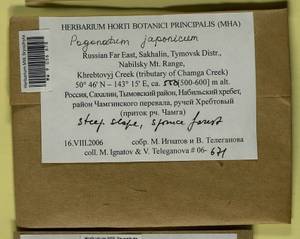 HERBARIUM HORTI BOTANICI PRINCIPALIS (MHA)
Pogonatum japonicum
Russian Far East, Sakhalin, Tymovsk Distr.,
Nabilsky Mt. Range,
Khrebtovyj Creek (tributary of Chamga Creek)
50° 46' N – 143° 15' E, ca. 550 [500-600] m alt.
Россия, Сахалин, Тымовский район, Набильский хребет,
район Чамгинского перевала, ручей Хребтовый
(приток рч. Чамга)
Steep slope, spruce forest
16.VIII.2006 собр. М. Игнатов и В. Телеганова
coll. M. Ignatov & V. Teleganova # 06-671